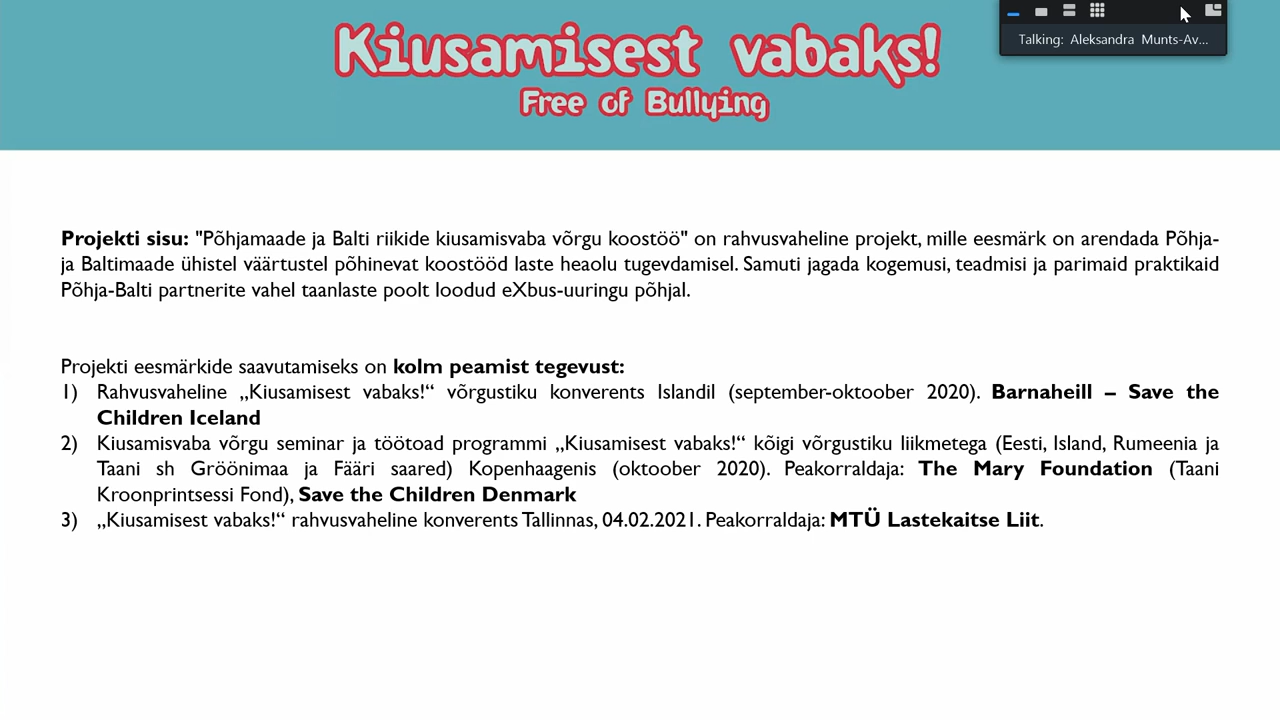 Kiusamisest vabaks!
Free of Bullying
Talking: Aleksandra Munts-Av...
Projekti sisu: "Põhjamaade ja Balti riikide kiusamisvaba võrgu koostöö" on rahvusvaheline projekt, mille eesmärk on arendada Põhja-
ja Baltimaade ühistel väärtustel põhinevat koostööd laste heaolu tugevdamisel. Samuti jagada kogemusi, teadmisi ja parimaid praktikaid
Põhja-Balti partnerite vahel taanlaste poolt loodud eXbus-uuringu põhjal.
Projekti eesmärkide saavutamiseks on kolm peamist tegevust:
1) Rahvusvaheline „Kiusamisest vabaks!“ võrgustiku konverents Islandil (september-oktoober 2020). Barnaheill – Save the
Children Iceland
2) Kiusamisvaba võrgu seminar ja töötoad programmi „Kiusamisest vabaks!“ kõigi võrgustiku liikmetega (Eesti, Island, Rumeenia ja
Taani sh Gröönimaa ja Fääri saared) Kopenhaagenis (oktoober 2020). Peakorraldaja: The Mary Foundation (Taani
Kroonprintsessi Fond), Save the Children Denmark
3) „Kiusamisest vabaks!“ rahvusvaheline konverents Tallinnas, 04.02.2021. Peakorraldaja: MTÜ Lastekaitse Liit.